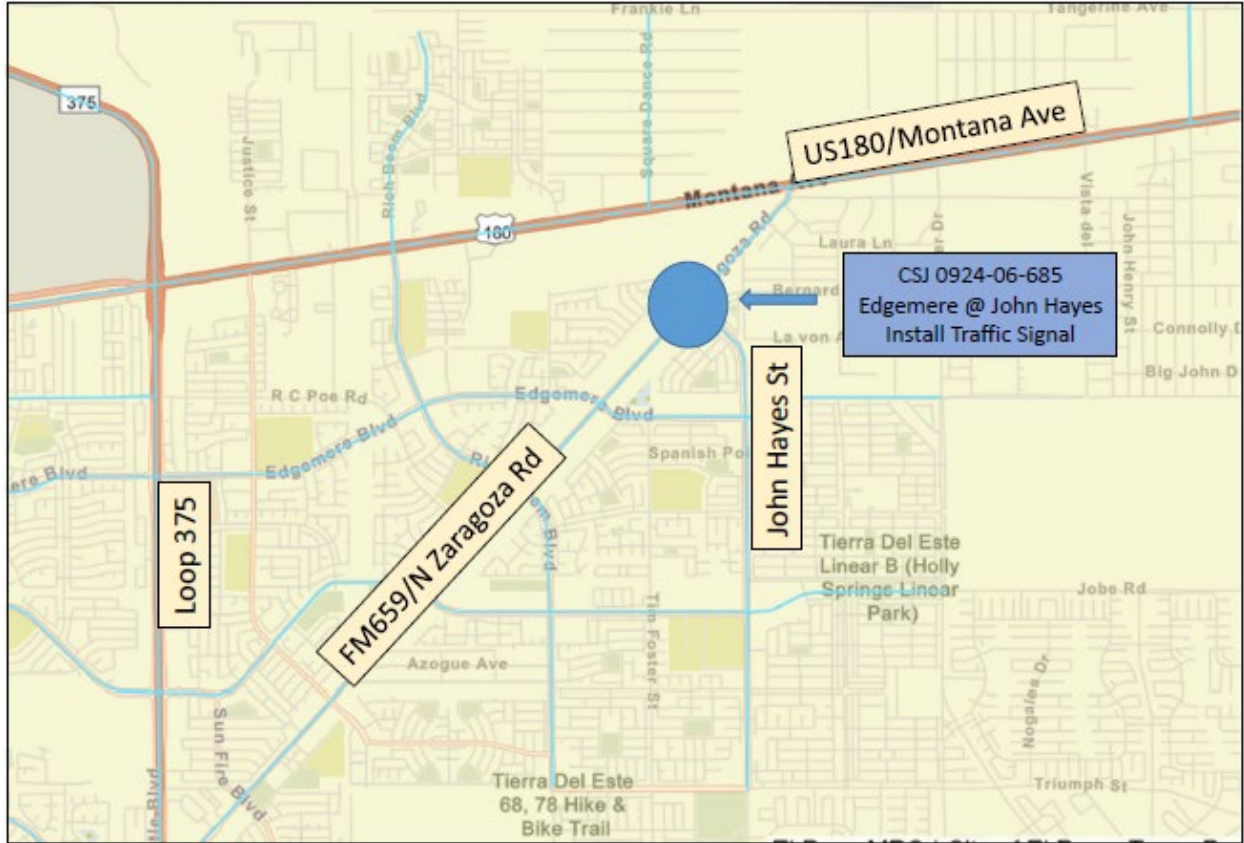 Frankie Ln
Tangerine Ave
375
Square Dance Rd
Rich Beem Blvd
Justice St
US180/Montana Ave
Montana
180
Laura Ln
Vista del
John Henry St
CSJ 0924-06-685
Edgemere @ John Hayes
Install Traffic Signal
La von
Connolly
Big John D
R C Poe Rd
Edgemere Blvd
Edgemere Blvd
Spanish
John Hayes St
Loop 375
FM659/N Zaragoza Rd
Tierra Del Este
Linear B (Holly
Springs Linear
Park)
Jobe Rd
Azogue Ave
Tim Foster St
Nogales Dr
Sun Fire Blvd
Tierra Del Este
68, 78 Hike &
Bike Trail
Triumph St